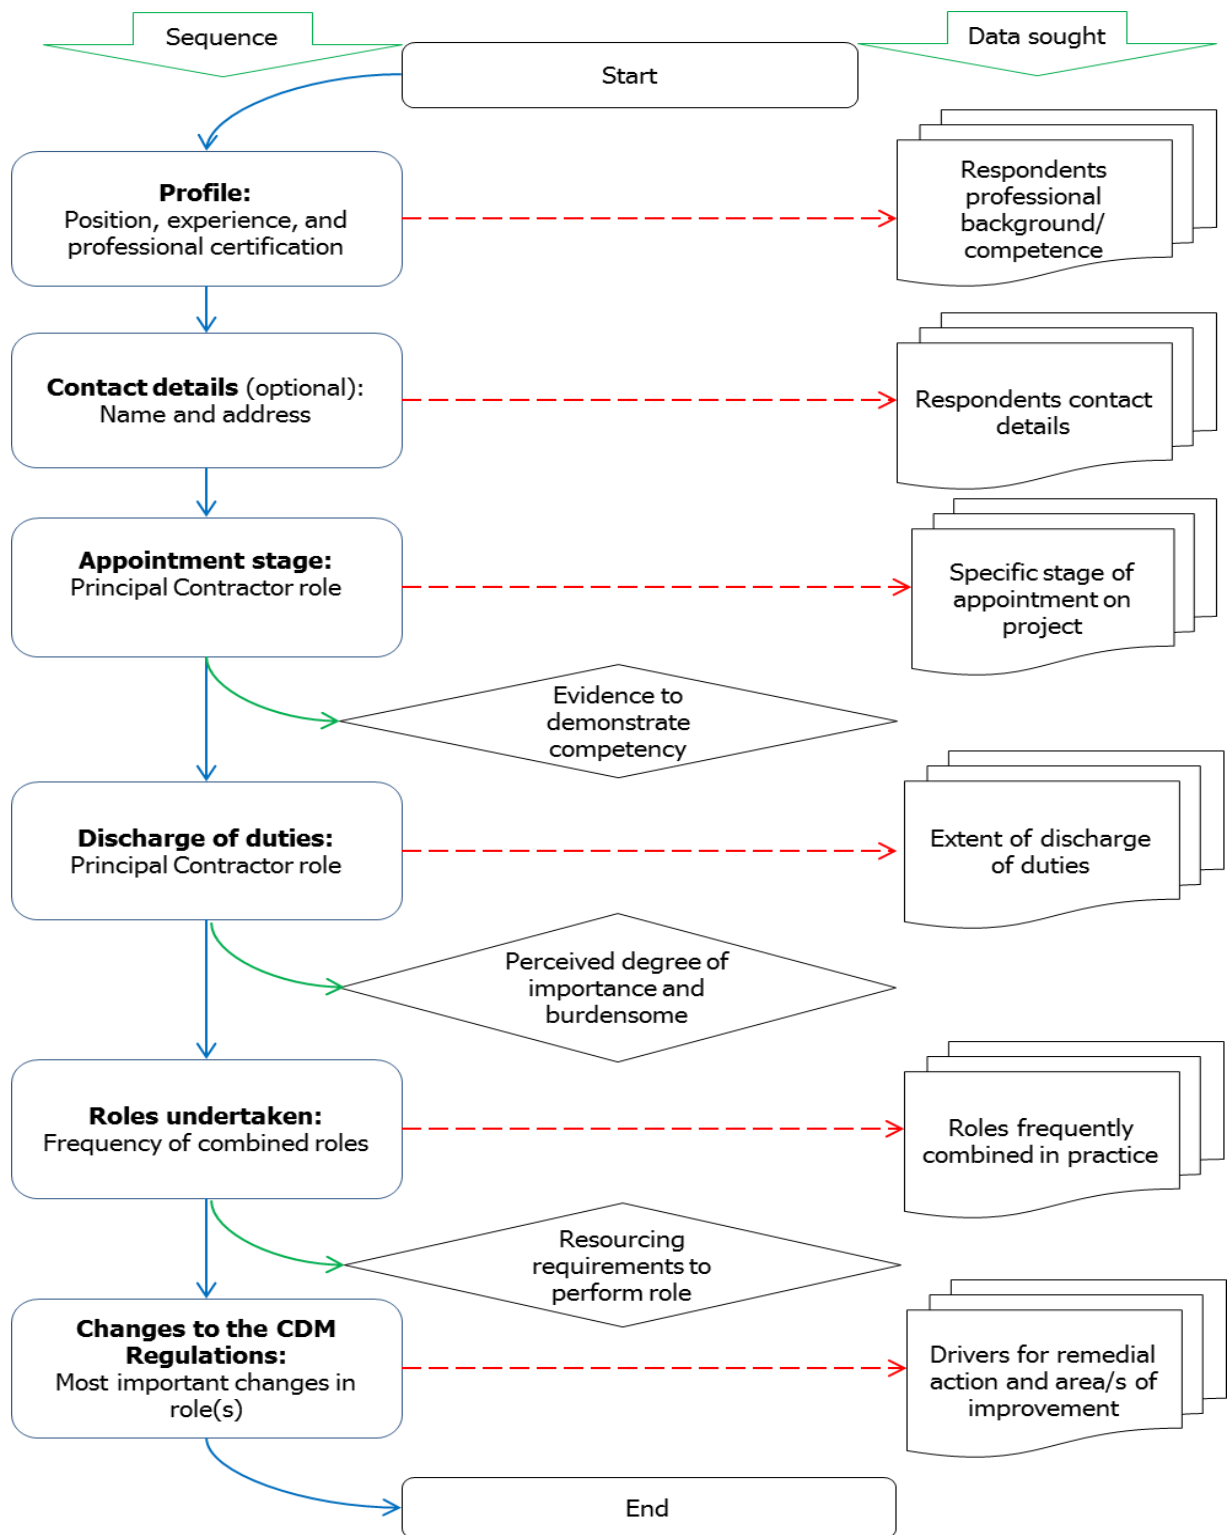 Sequence
Data sought
Start
Profile:
Position, experience, and
professional certification
Respondents
professional
background/
competence
Contact details (optional):
Name and address
Respondents contact
details
Appointment stage:
Principal Contractor role
Specific stage of
appointment on
project
Evidence to
demonstrate
competency
Discharge of duties:
Principal Contractor role
Extent of discharge
of duties
Perceived degree of
importance and
burdensome
Roles undertaken:
Frequency of combined roles
Roles frequently
combined in practice
Resourcing
requirements to
perform role
Changes to the CDM
Regulations:
Most important changes in
role(s)
Drivers for remedial
action and area/s of
improvement
End